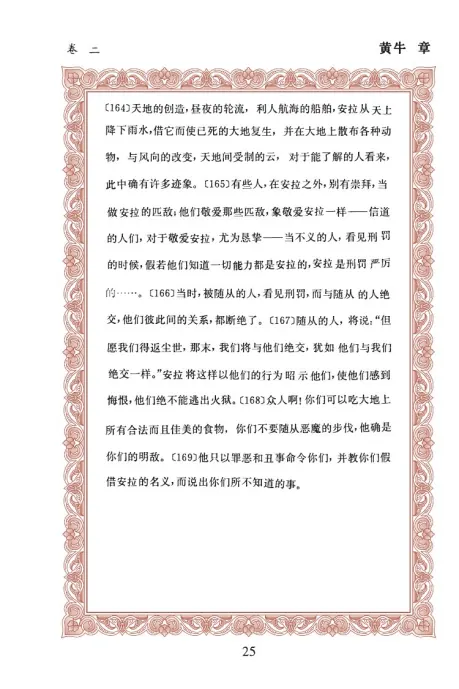 卷 二
黄牛 章
〔164〕天地的创造,昼夜的轮流, 利人航海的船舶,安拉从天上
降下雨水,借它而使已死的大地复生, 并在大地上散布各种动
物, 与风向的改变,天地间受制的云, 对于能了解的人看来,
此中确有许多迹象。〔165〕有些人,在安拉之外,别有崇拜,当
做安拉的匹敌;他们敬爱那些匹敌,象敬爱安拉一样——信道
的人们,对于敬爱安拉,尤为恳挚——当不义的人,看见刑罚
的时候,假若他们知道一切能力都是安拉的,安拉是刑罚严厉
的……。〔166〕当时,被随从的人,看见刑罚,而与随从的人绝
交,他们彼此间的关系,都断绝了。〔167〕随从的人,将说:“但
愿我们得返尘世,那末,我们将与他们绝交,犹如他们与我们
绝交一样。”安拉将这样以他们的行为昭示他们,使他们感到
悔恨,他们绝不能逃出火狱。〔168〕众人啊!你们可以吃大地上
所有合法而且佳美的食物, 你们不要随从恶魔的步伐,他确是
你们的明敌。〔169〕他只以罪恶和丑事命令你们,并教你们假
借安拉的名义,而说出你们所不知道的事。
25